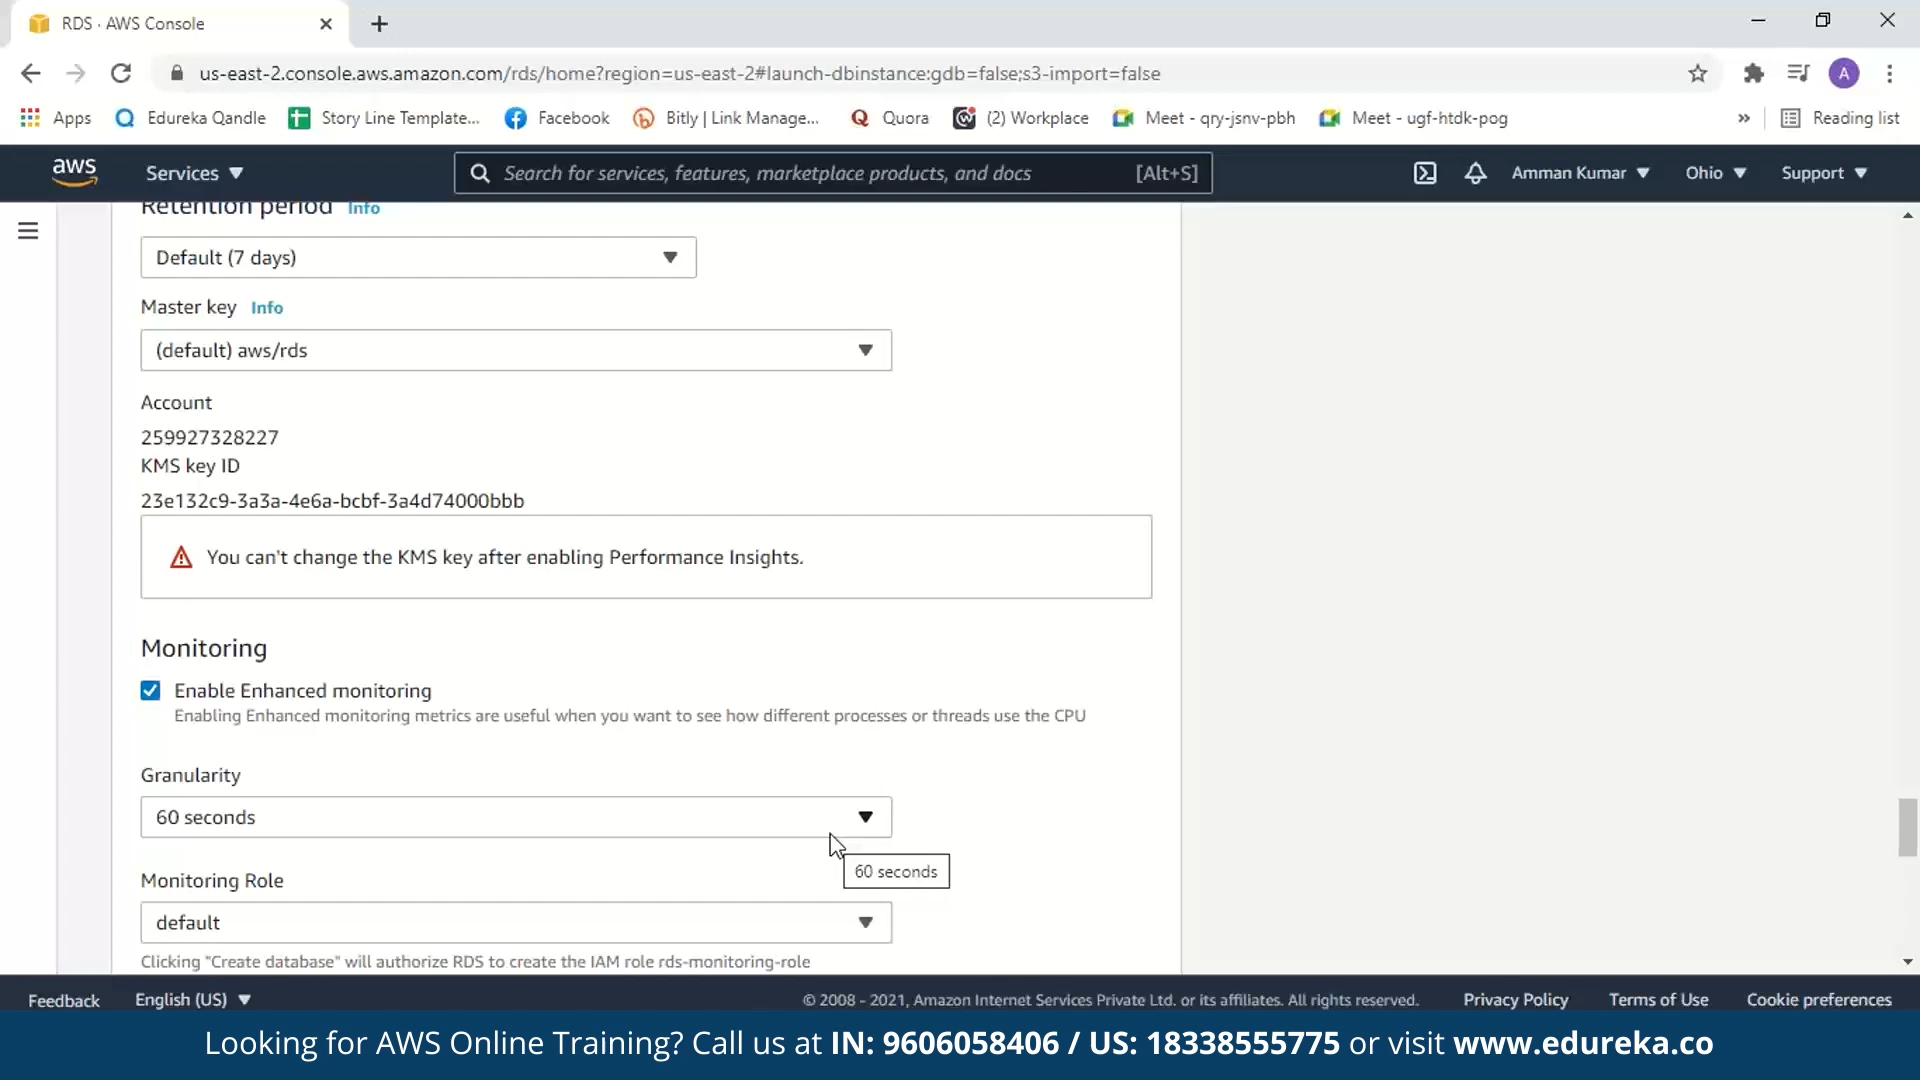 RDS · AWS Console
us-east-2.console.aws.amazon.com/rds/home?region=us-east-2#launch-dbinstance:gdb=false;s3-import=false
A
Apps Edureka Qandle Story Line Template... Facebook Bitly | Link Manage... Quora (2) Workplace Meet - qry-jsnv-pbh Meet - ugf-htdk-pog » Reading list
aws Services Search for services, features, marketplace products, and docs [Alt+S] Amman Kumar Ohio Support
Retention period Info
Default (7 days)
Master key Info
(default) aws/rds
Account
259927328227
KMS key ID
23e132c9-3a3a-4e6a-bcbf-3a4d74000bbb
You can't change the KMS key after enabling Performance Insights.
Monitoring
Enable Enhanced monitoring
Enabling Enhanced monitoring metrics are useful when you want to see how different processes or threads use the CPU
Granularity
60 seconds
60 seconds
Monitoring Role
default
Clicking "Create database" will authorize RDS to create the IAM role rds-monitoring-role
Feedback English (US) © 2008 - 2021, Amazon Internet Services Private Ltd. or its affiliates. All rights reserved. Privacy Policy Terms of Use Cookie preferences
Looking for AWS Online Training? Call us at IN: 9606058406 / US: 18338555775 or visit www.edureka.co